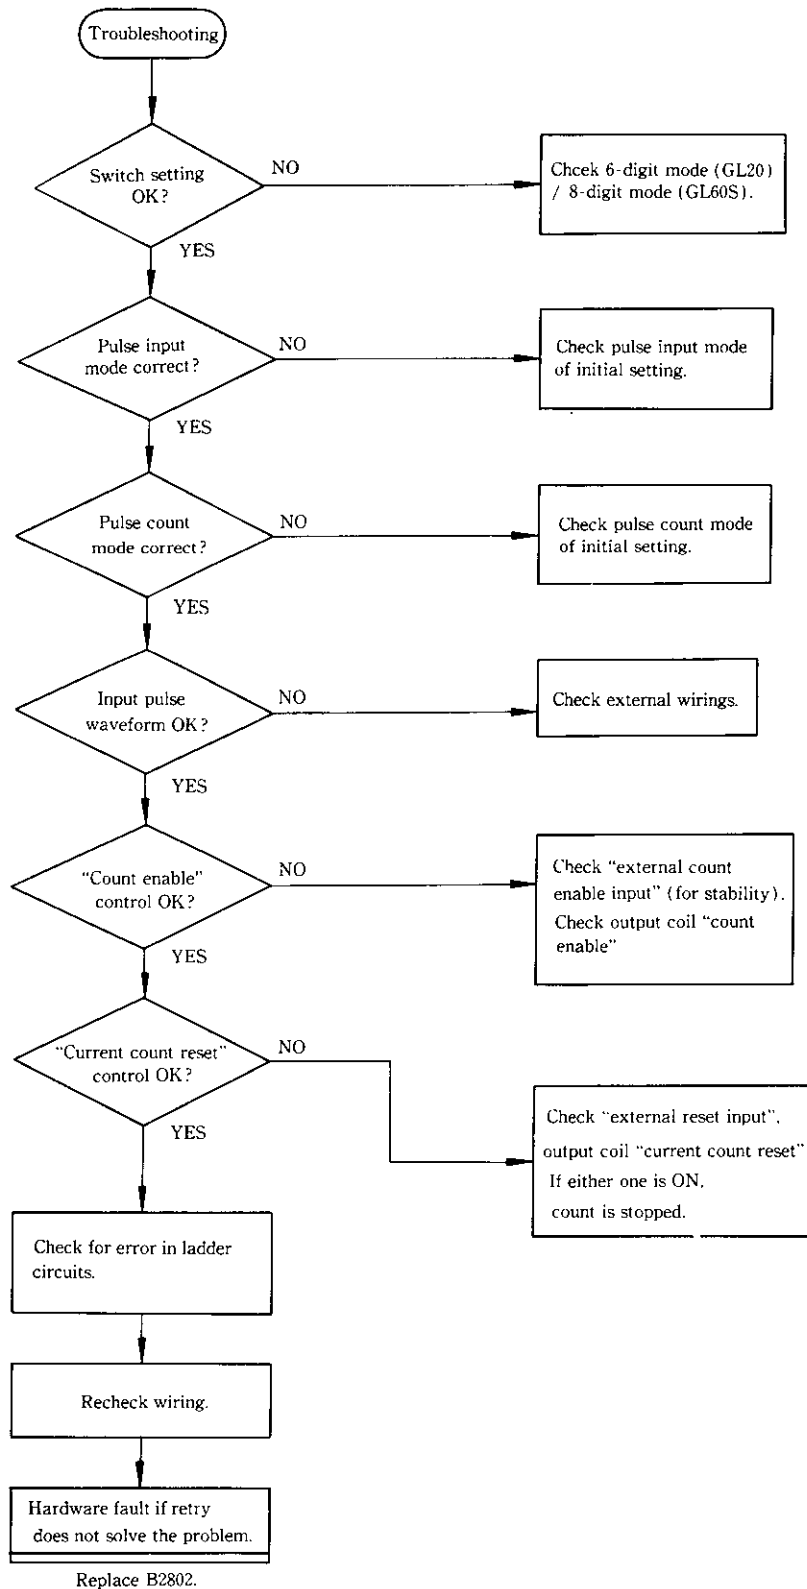 Troubleshooting
Switch setting
OK?
NO
Chcek 6-digit mode (GL20)
/ 8-digit mode (GL60S).
YES
Pulse input
mode correct?
NO
Check pulse input mode
of initial setting.
YES
Pulse count
mode correct?
NO
Check pulse count mode
of initial setting.
YES
Input pulse
waveform OK?
NO
Check external wirings.
YES
“Count enable”
control OK?
NO
Check “external count
enable input” (for stability).
Check output coil “count
enable”
YES
“Current count reset”
control OK?
NO
Check “external reset input”,
output coil “current count reset”
If either one is ON,
count is stopped.
YES
Check for error in ladder
circuits.
Recheck wiring.
Hardware fault if retry
does not solve the problem.
Replace B2802.